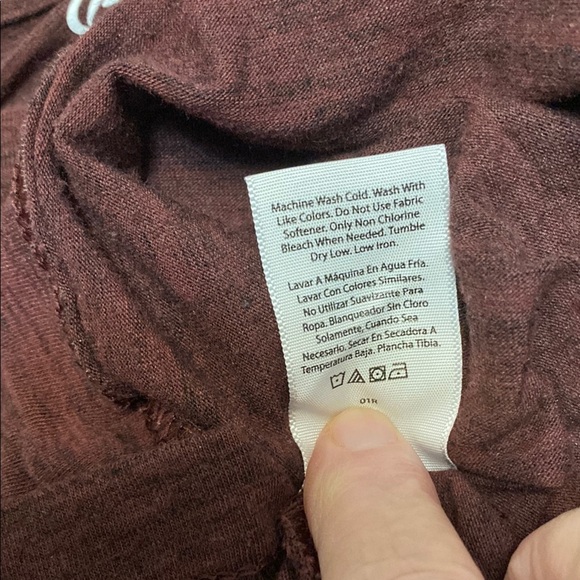 Machine Wash Cold. Wash With
Like Colors. Do Not Use Fabric
Softener. Only Non Chlorine
Bleach When Needed. Tumble
Dry Low. Low Iron.
Lavar A Máquina En Agua Fría.
Lavar Con Colores Similares.
No Utilizar Suavizante Para
Ropa. Blanqueador Sin Cloro
Solamente, Cuando Sea
Necesario. Secar En Secadora A
Temperatura Baja. Plancha Tibia.
01R